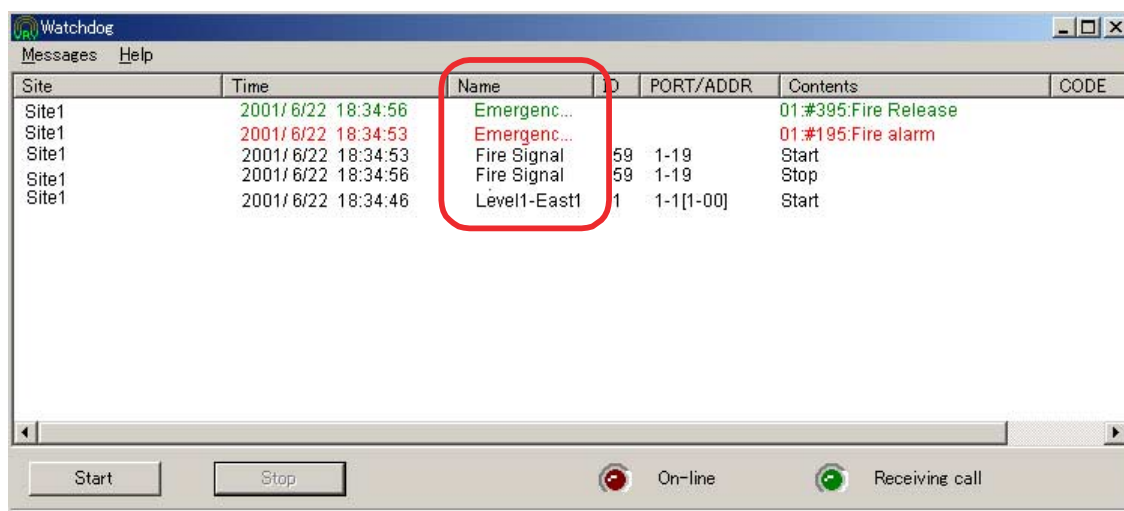 Watchdog
Messages Help
Site Time Name ID PORT/ADDR Contents CODE
Site1 2001/ 6/22 18:34:56 Emergenc... 01:#395:Fire Release
Site1 2001/ 6/22 18:34:53 Emergenc... 01:#195:Fire alarm
Site1 2001/ 6/22 18:34:53 Fire Signal 59 1-19 Start
Site1 2001/ 6/22 18:34:56 Fire Signal 59 1-19 Stop
Site1 2001/ 6/22 18:34:46 Level1-East1 1 1-1[1-00] Start
Start Stop On-line Receiving call